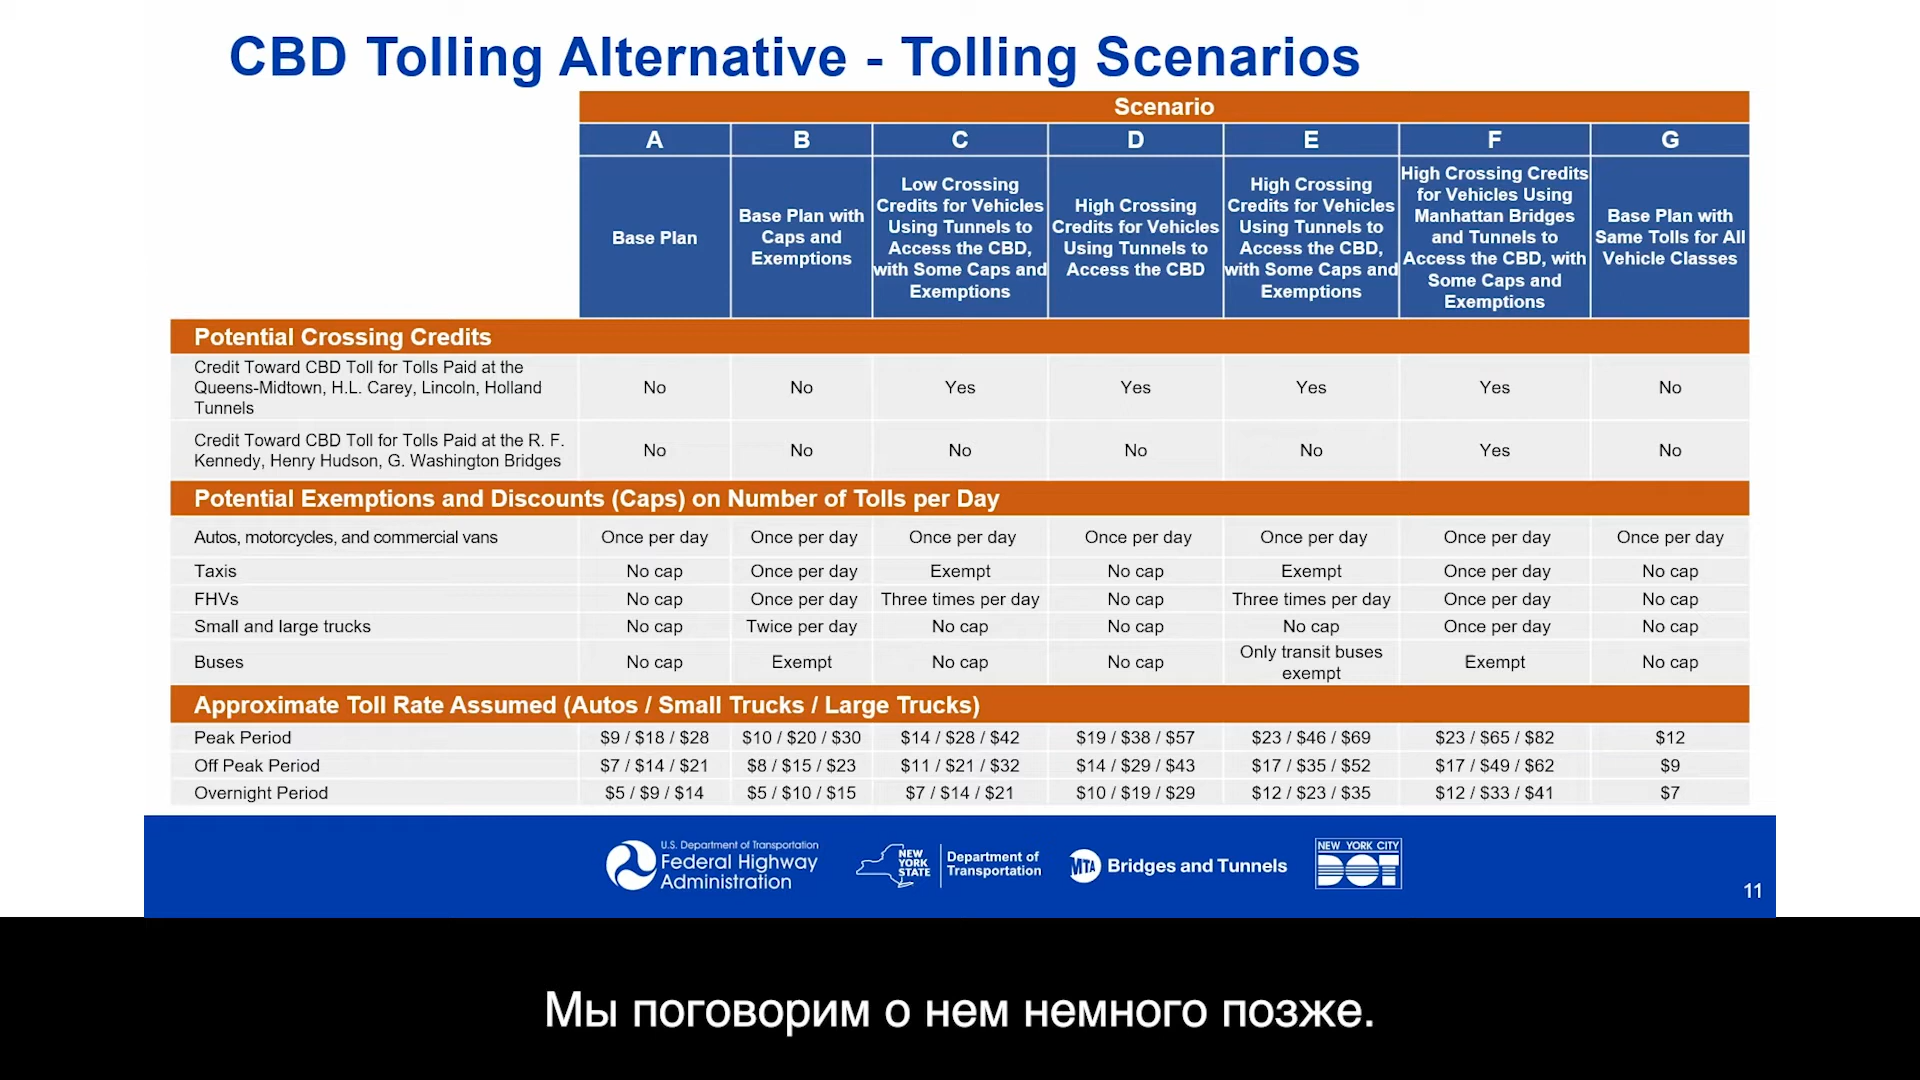 CBD Tolling Alternative - Tolling Scenarios
Scenario
A B C D E F G
Base Plan
Base Plan with
Caps and
Exemptions
Low Crossing
Credits for Vehicles
Using Tunnels to
Access the CBD,
with Some Caps and
Exemptions
High Crossing
Credits for Vehicles
Using Tunnels to
Access the CBD
High Crossing
Credits for Vehicles
Using Tunnels to
Access the CBD,
with Some Caps and
Exemptions
High Crossing Credits
for Vehicles Using
Manhattan Bridges
and Tunnels to
Access the CBD, with
Some Caps and
Exemptions
Base Plan with
Same Tolls for All
Vehicle Classes
Potential Crossing Credits
Credit Toward CBD Toll for Tolls Paid at the
Queens-Midtown, H.L. Carey, Lincoln, Holland
Tunnels
No No Yes Yes Yes Yes No
Credit Toward CBD Toll for Tolls Paid at the R. F.
Kennedy, Henry Hudson, G. Washington Bridges
No No No No No Yes No
Potential Exemptions and Discounts (Caps) on Number of Tolls per Day
Autos, motorcycles, and commercial vans Once per day Once per day Once per day Once per day Once per day Once per day Once per day
Taxis No cap Once per day Exempt No cap Exempt Once per day No cap
FHVs No cap Once per day Three times per day No cap Three times per day Once per day No cap
Small and large trucks No cap Twice per day No cap No cap No cap Once per day No cap
Buses No cap Exempt No cap No cap Only transit buses
exempt Exempt No cap
Approximate Toll Rate Assumed (Autos / Small Trucks / Large Trucks)
Peak Period $9 / $18 / $28 $10 / $20 / $30 $14 / $28 / $42 $19 / $38 / $57 $23 / $46 / $69 $23 / $65 / $82 $12
Off Peak Period $7 / $14 / $21 $8 / $15 / $23 $11 / $21 / $32 $14 / $29 / $43 $17 / $35 / $52 $17 / $49 / $62 $9
Overnight Period $5 / $9 / $14 $5 / $10 / $15 $7 / $14 / $21 $10 / $19 / $29 $12 / $23 / $35 $12 / $33 / $41 $7
U.S. Department of Transportation
Federal Highway
Administration
NEW
YORK
STATE
Department of
Transportation
MTA Bridges and Tunnels
NEW YORK CITY
DOT
11
Мы поговорим о нем немного позже.